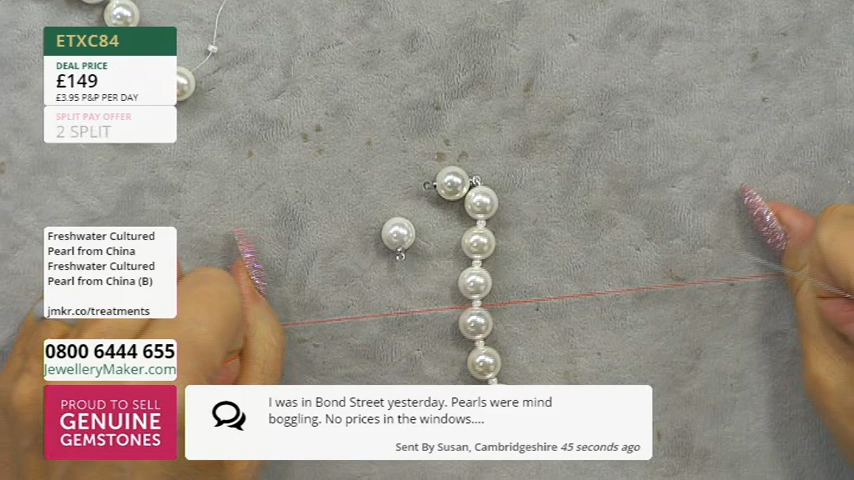 ETXC84
DEAL PRICE
£149
£3.95 P&P PER DAY
SPLIT PAY OFFER
2 SPLIT
Freshwater Cultured
Pearl from China
Freshwater Cultured
Pearl from China (B)
jmkr.co/treatments
0800 6444 655
JewelleryMaker.com
PROUD TO SELL
GENUINE
GEMSTONES
I was in Bond Street yesterday. Pearls were mind
boggling. No prices in the windows....
Sent By Susan, Cambridgeshire 45 seconds ago